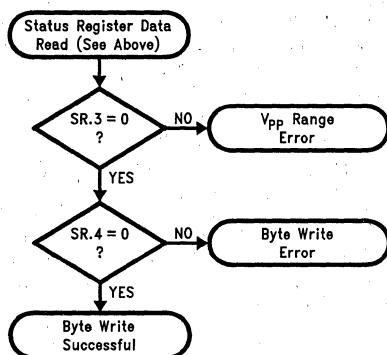 Status Register Data
Read (See Above)
SR.3 = 0
?
NO
VPP Range
Error
YES
SR.4 = 0
?
NO
Byte Write
Error
YES
Byte Write
Successful